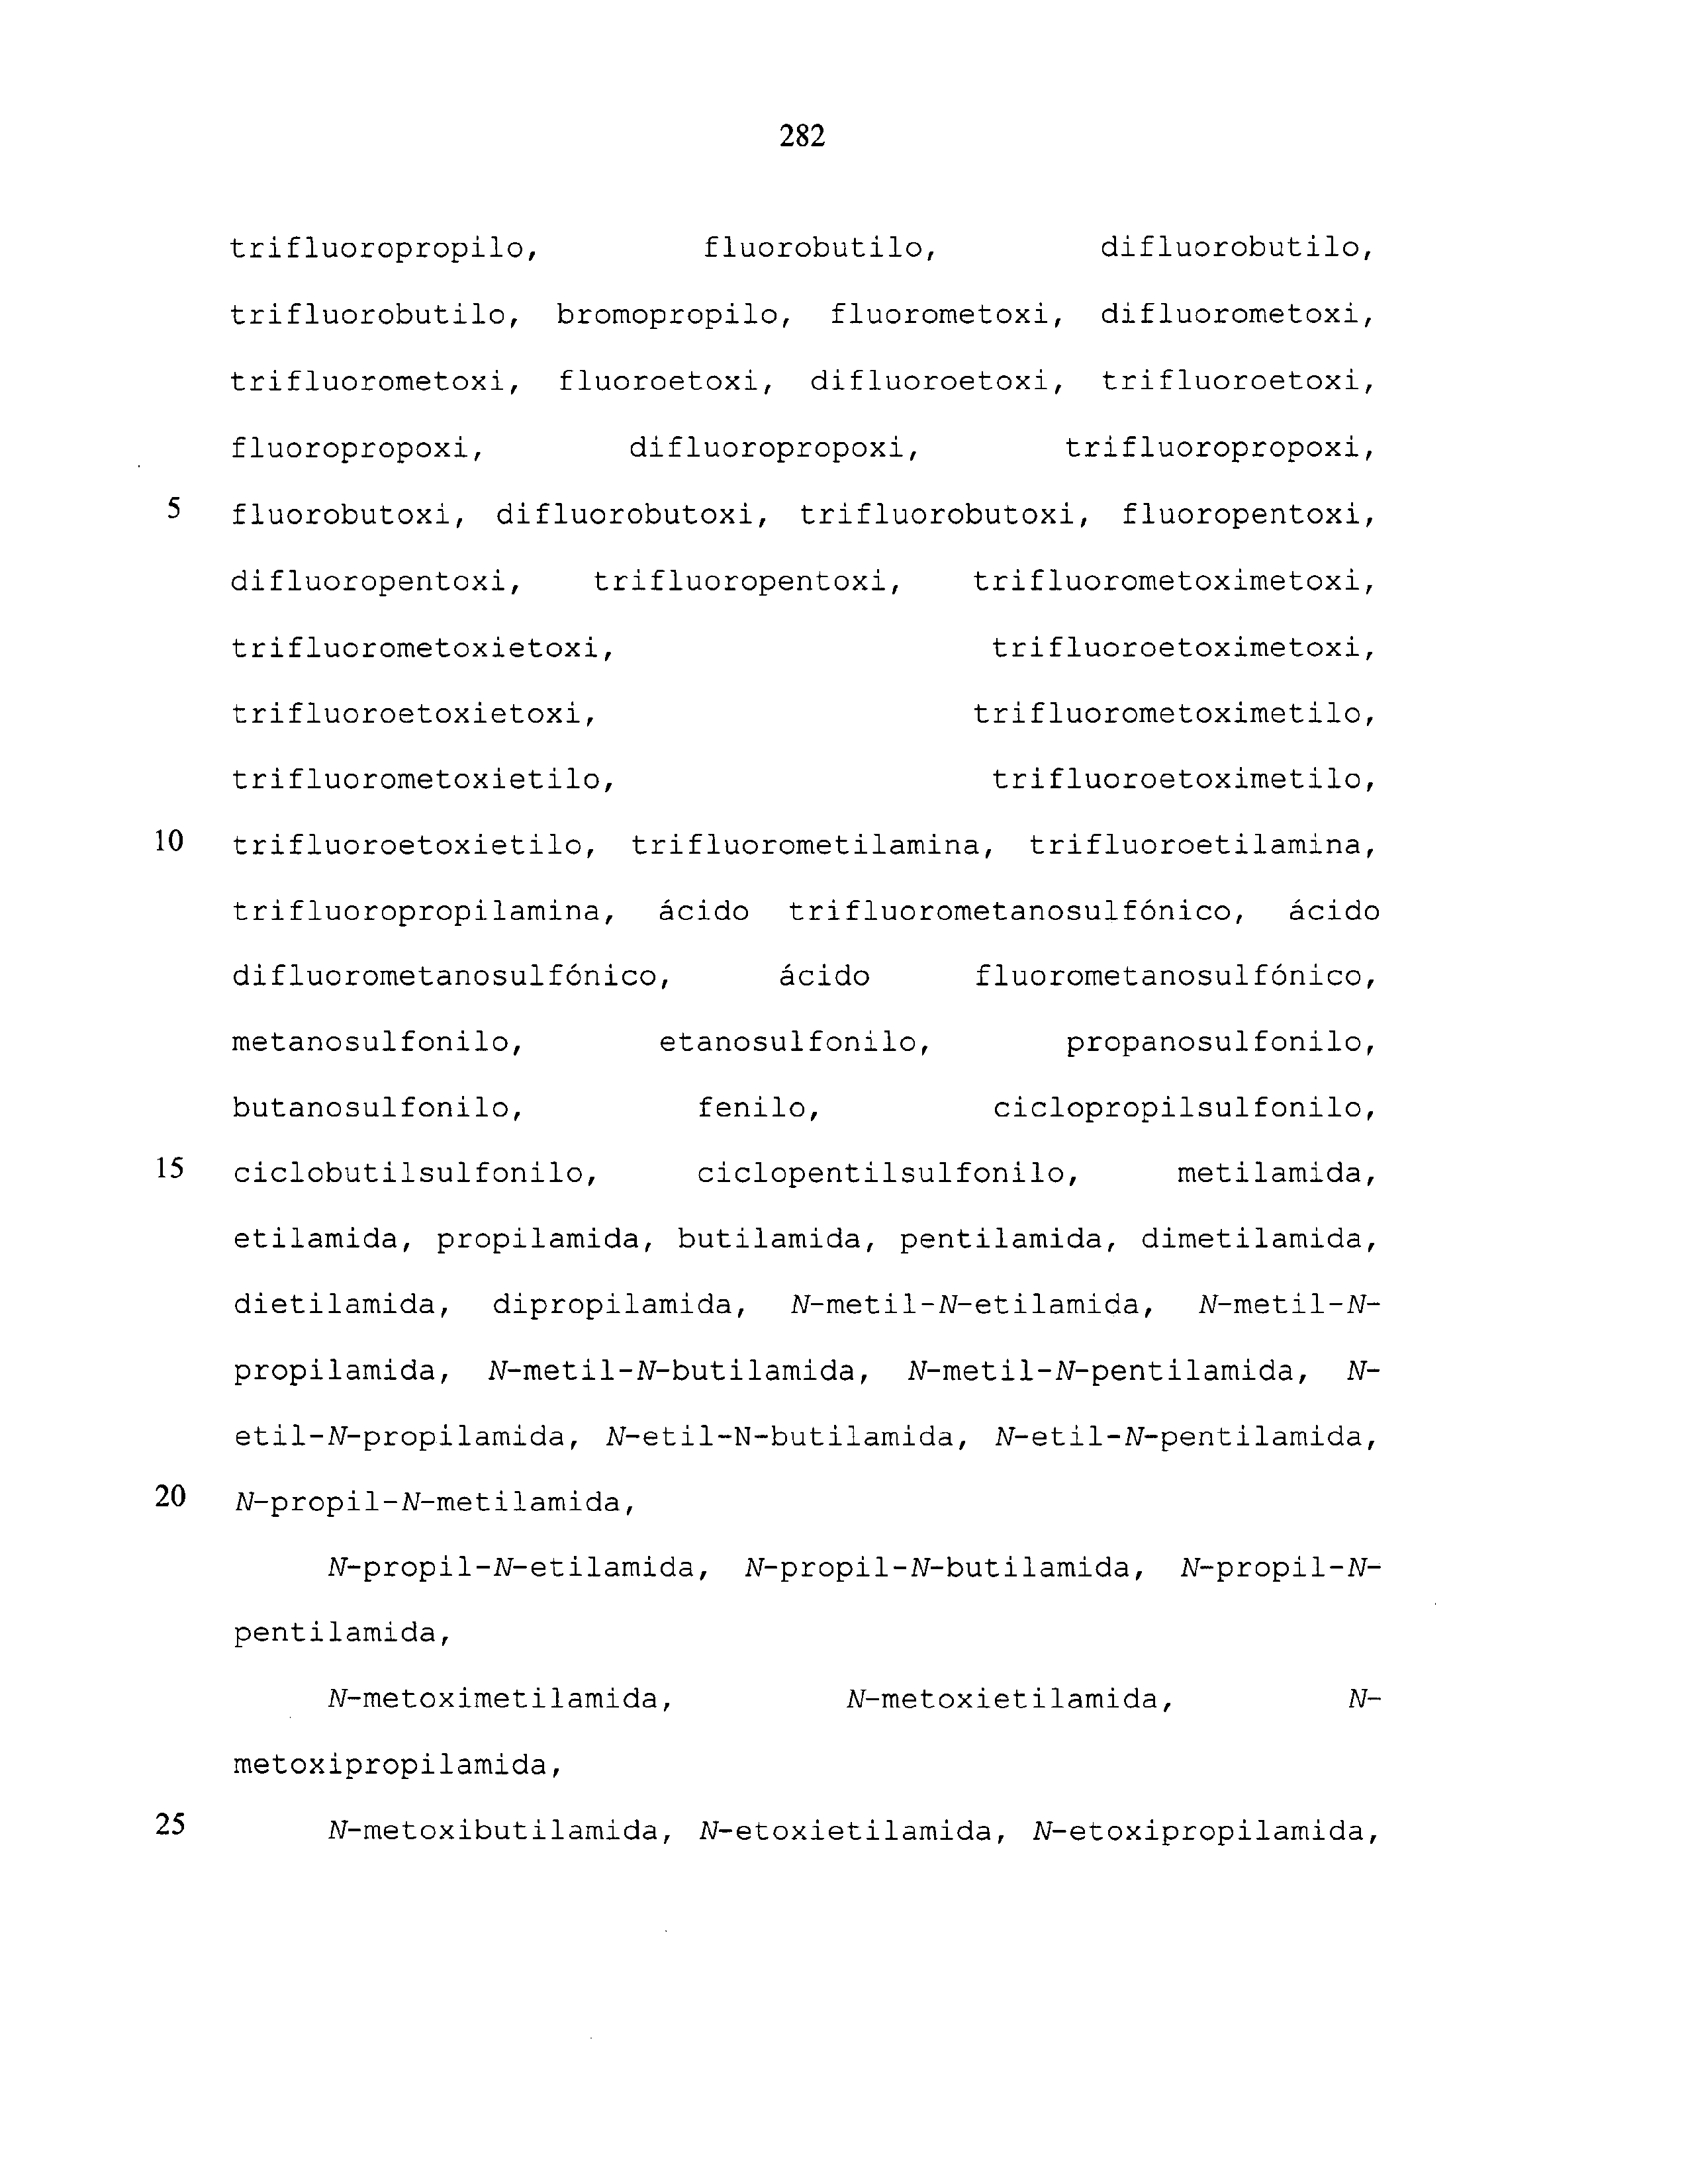 282
trifluoropropilo, fluorobutilo, difluorobutilo,
trifluorobutilo, bromopropilo, fluorometoxi, difluorometoxi,
trifluorometoxi, fluoroetoxi, difluoroetoxi, trifluoroetoxi,
fluoropropoxi, difluoropropoxi, trifluoropropoxi,
5 fluorobutoxi, difluorobutoxi, trifluorobutoxi, fluoropentoxi,
difluoropentoxi, trifluoropentoxi, trifluorometoximetoxi,
trifluorometoxietoxi, trifluoroetoximetoxi,
trifluoroetoxietoxi, trifluorometoximetilo,
trifluorometoxietilo, trifluoroetoximetilo,
10 trifluoroetoxietilo, trifluorometilamina, trifluoroetilamina,
trifluoropropilamina, ácido trifluorometanosulfónico, ácido
difluorometanosulfónico, ácido fluorometanosulfónico,
metanosulfonilo, etanosulfonilo, propanosulfonilo,
butanosulfonilo, fenilo, ciclopropilsulfonilo,
15 ciclobutilsulfonilo, ciclopentilsulfonilo, metilamida,
etilamida, propilamida, butilamida, pentilamida, dimetilamida,
dietilamida, dipropilamida, N-metil-N-etilamida, N-metil-N-
propilamida, N-metil-N-butilamida, N-metil-N-pentilamida, N-
etil-N-propilamida, N-etil-N-butilamida, N-etil-N-pentilamida,
20 N-propil-N-metilamida,
N-propil-N-etilamida, N-propil-N-butilamida, N-propil-N-
pentilamida,
N-metoximetilamida, N-metoxietilamida, N-
metoxipropilamida,
25 N-metoxibutilamida, N-etoxietilamida, N-etoxipropilamida,